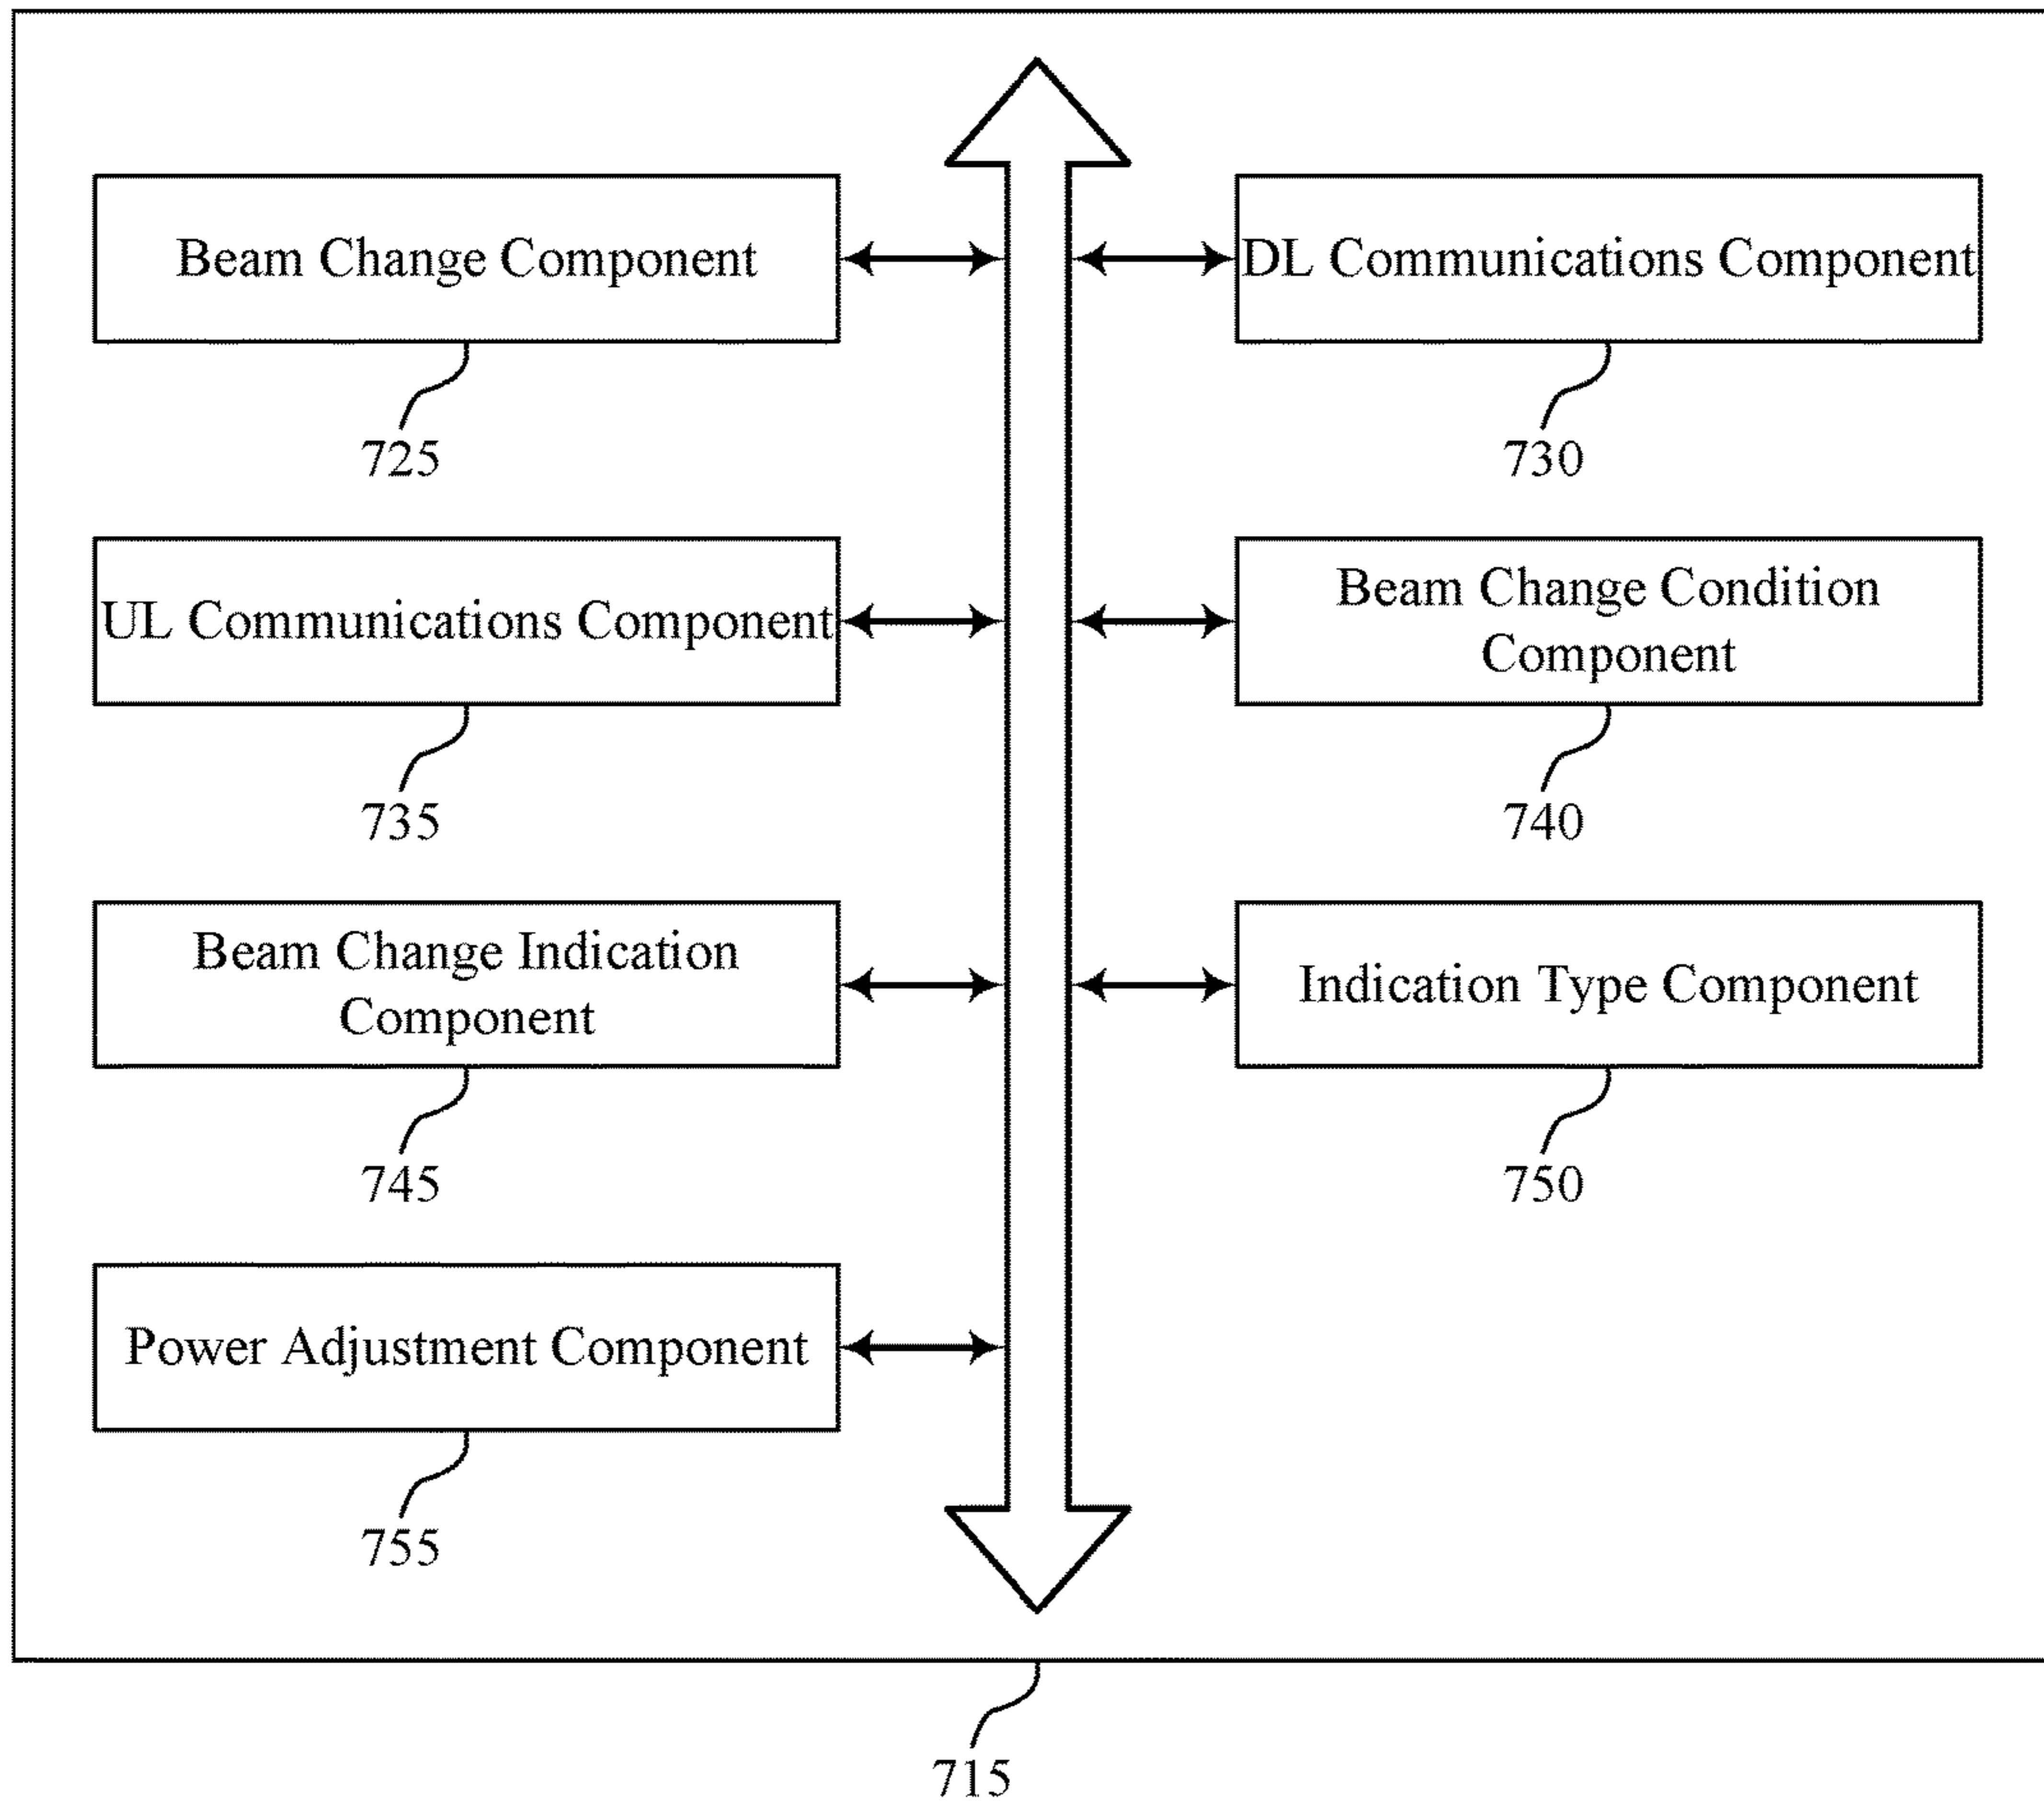 Beam Change Component
DL Communications Component
725
730
UL Communications Component
Beam Change Condition
Component
735
740
Beam Change Indication
Component
Indication Type Component
745
750
Power Adjustment Component
755
715